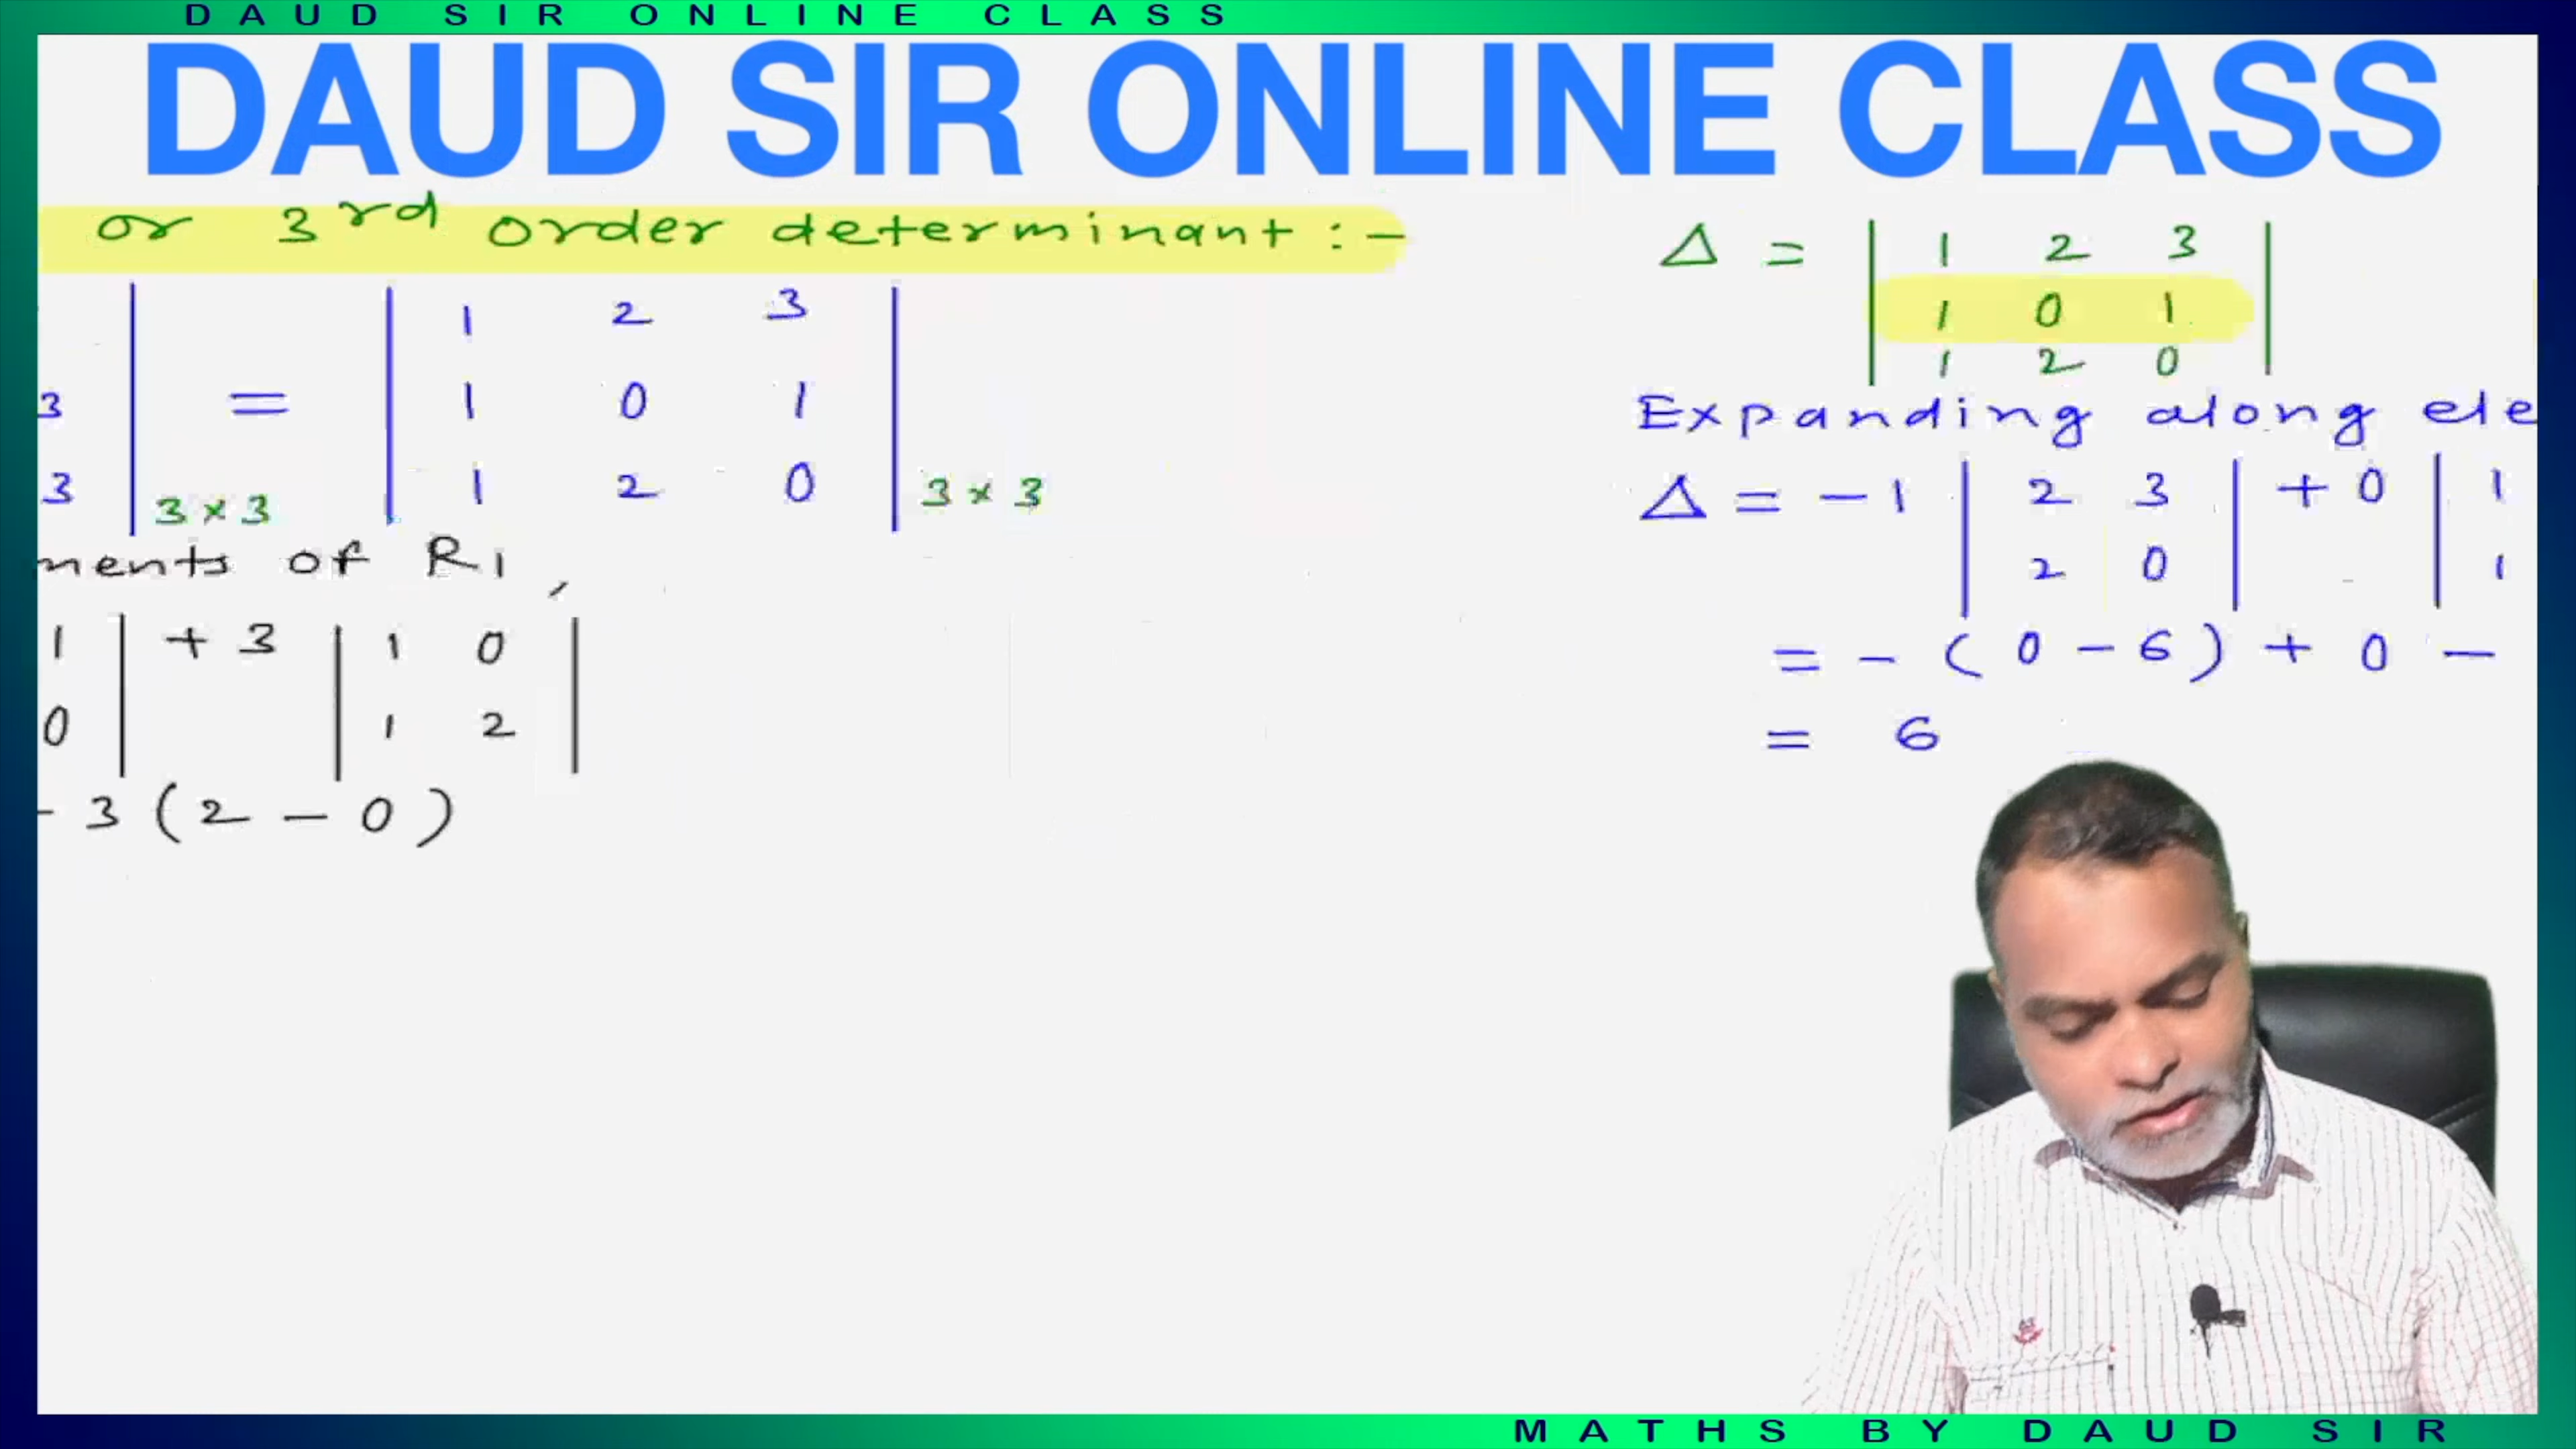 DAUD SIR ONLINE CLASS
DAUD SIR ONLINE CLASS
or 3rd order determinant :-
3 | = | 1 2 3 |
| 1 0 1 |
3 | 3×3 | 1 2 0 | 3×3
ments of R1,
1 | + 3 | 1 0 |
0 | | 1 2 |
- 3 (2 - 0)
Δ = | 1 2 3 |
| 1 0 1 |
| 1 2 0 |
Expanding along ele
Δ = -1 | 2 3 | + 0 | 1
| 2 0 | | 1
= - (0 - 6) + 0 -
= 6
MATHS BY DAUD SIR